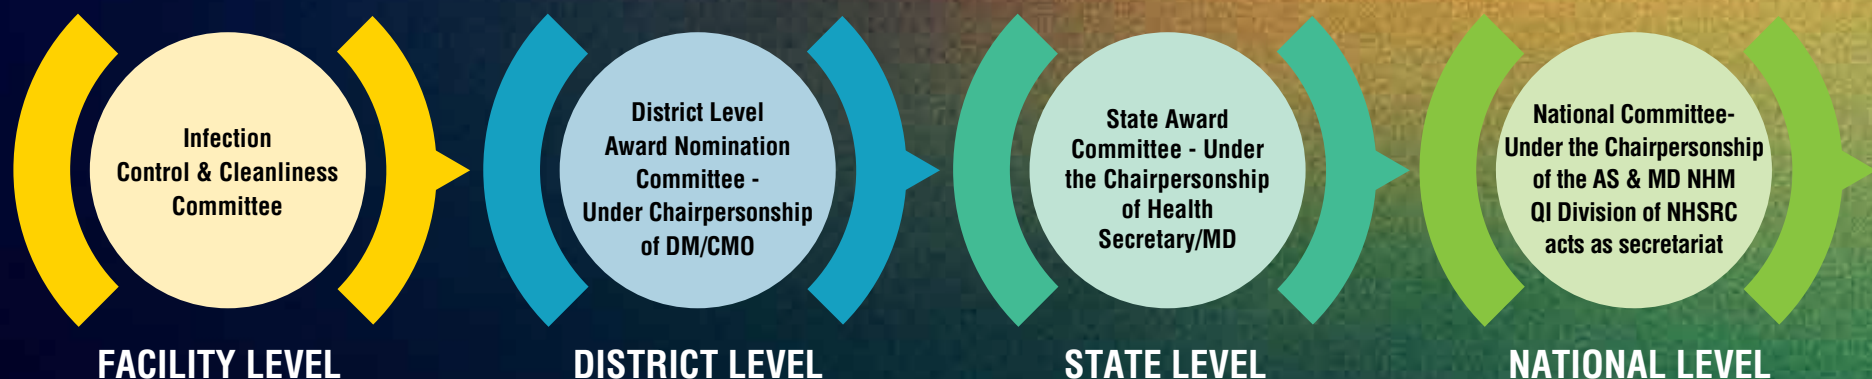 Infection
Control & Cleanliness
Committee
FACILITY LEVEL
District Level
Award Nomination
Committee -
Under Chairpersonship
of DM/CMO
DISTRICT LEVEL
State Award
Committee - Under
the Chairpersonship
of Health
Secretary/MD
STATE LEVEL
National Committee-
Under the Chairpersonship
of the AS & MD NHM
QI Division of NHSRC
acts as secretariat
NATIONAL LEVEL